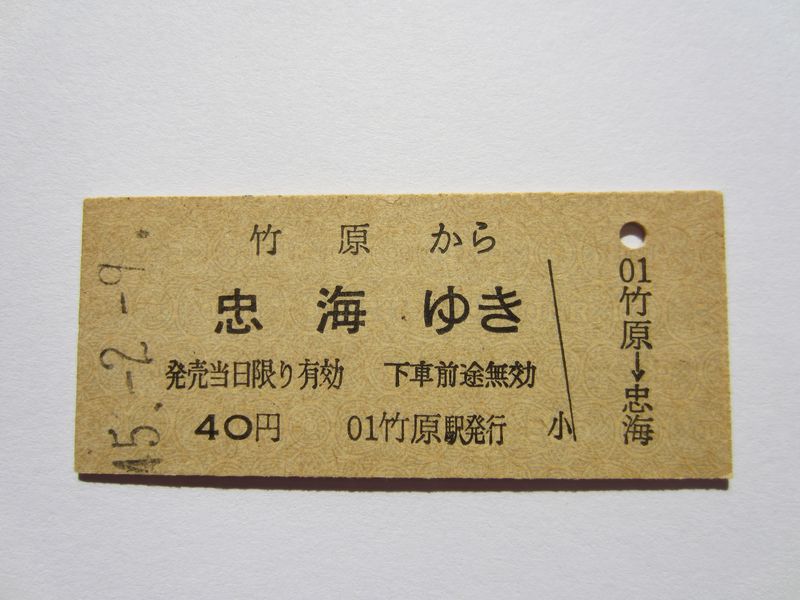 竹原から
忠海ゆき
発売当日限り有効 下車前途無効
40円 01竹原駅発行 小
01竹原→忠海
45.-2.-9.